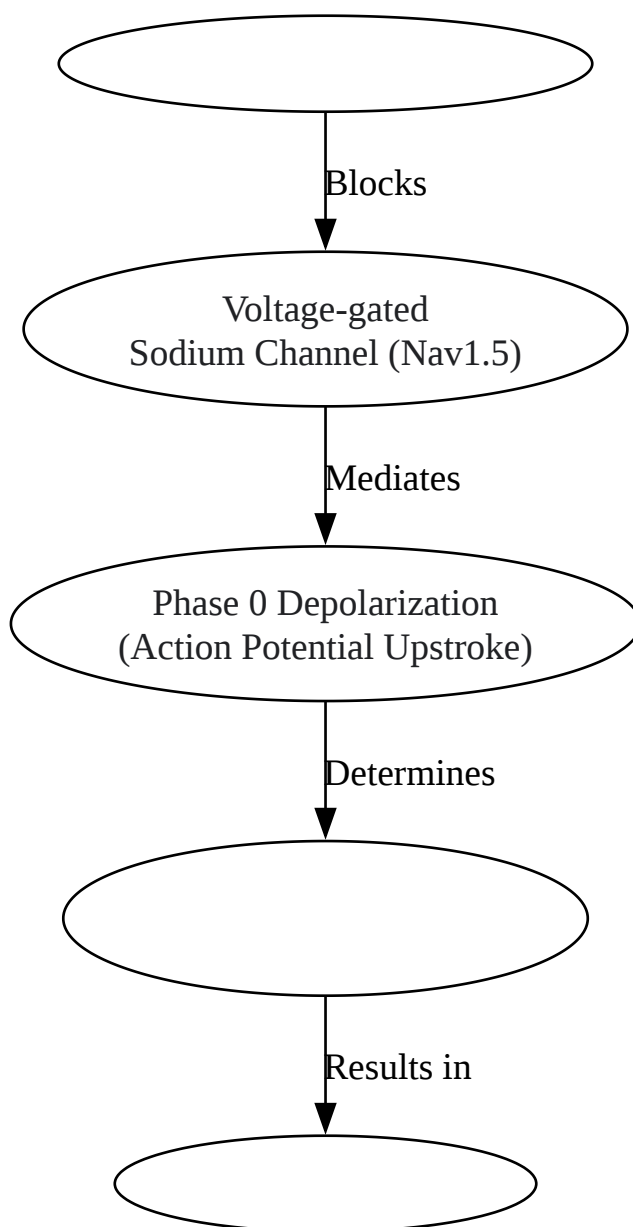 Blocks
Voltage-gated
Sodium Channel (Nav1.5)
Mediates
Phase 0 Depolarization
(Action Potential Upstroke)
Determines
Results in